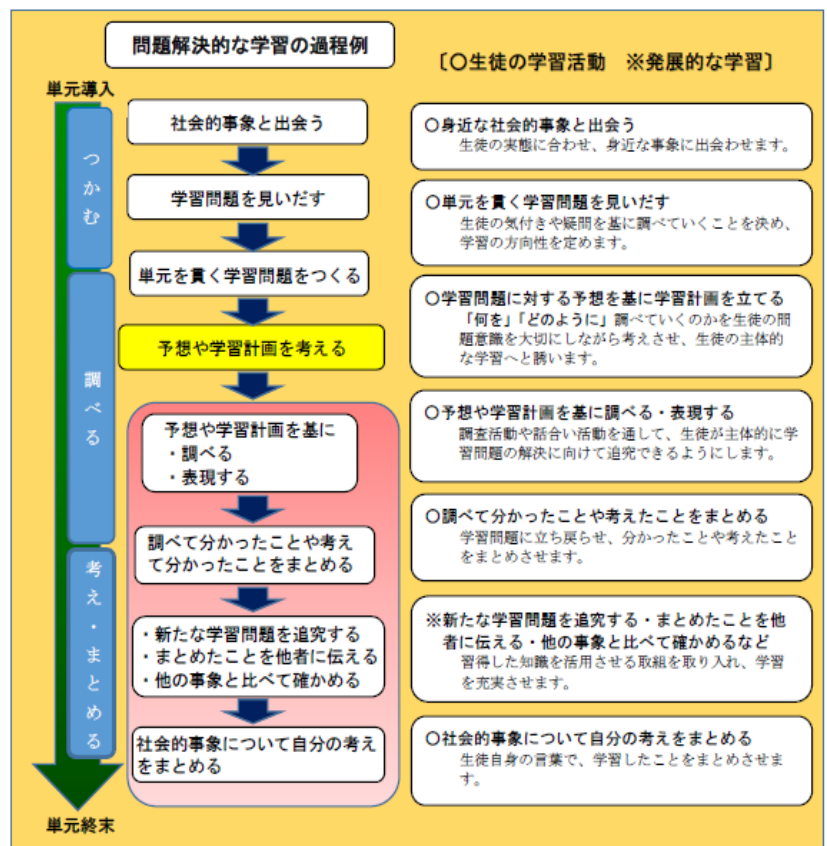 問題解決的な学習の過程例
〔○生徒の学習活動　※発展的な学習〕
単元導入
つかむ
社会的事象と出会う
学習問題を見いだす
単元を貫く学習問題をつくる
○身近な社会的事象と出会う
生徒の実態に合わせ、身近な事象に出会わせます。
○単元を貫く学習問題を見いだす
生徒の気付きや疑問を基に調べていくことを決め、
学習の方向性を定めます。
調べる
予想や学習計画を考える
予想や学習計画を基に
・調べる
・表現する
○学習問題に対する予想を基に学習計画を立てる
「何を」「どのように」調べていくのかを生徒の問
題意識を大切にしながら考えさせ、生徒の主体的
な学習へと誘います。
○予想や学習計画を基に調べる・表現する
調査活動や話合い活動を通して、生徒が主体的に学
習問題の解決に向けて追究できるようにします。
考え・まとめる
調べて分かったことや考え
て分かったことをまとめる
・新たな学習問題を追究する
・まとめたことを他者に伝える
・他の事象と比べて確かめる
社会的事象について自分の考え
をまとめる
○調べて分かったことや考えたことをまとめる
学習問題に立ち戻らせ、分かったことや考えたこと
をまとめさせます。
※新たな学習問題を追究する・まとめたことを他
者に伝える・他の事象と比べて確かめるなど
習得した知識を活用させる取組を取り入れ、学習
を充実させます。
○社会的事象について自分の考えをまとめる
生徒自身の言葉で、学習したことをまとめさせま
す。
単元終末